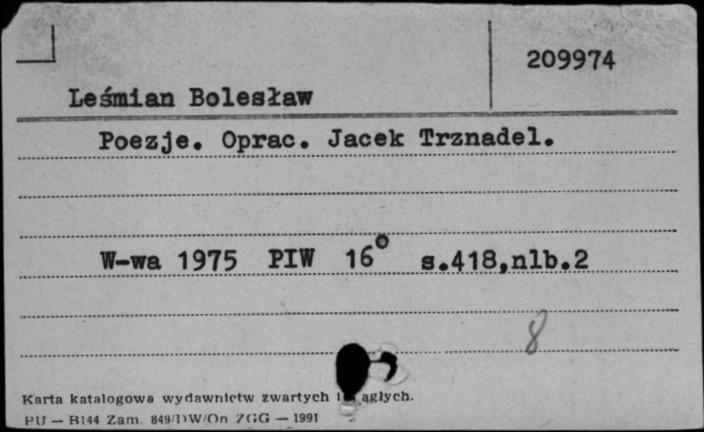 209974
Leśmian Bolesław
Poezje. Oprac. Jacek Trznadel.
W-wa 1975 PIW 16° s.418,nlb.2
8
Karta katalogowa wydawnictw zwartych i ągłych.
PU — B144 Zam. 849/DW/On ZGG — 1991